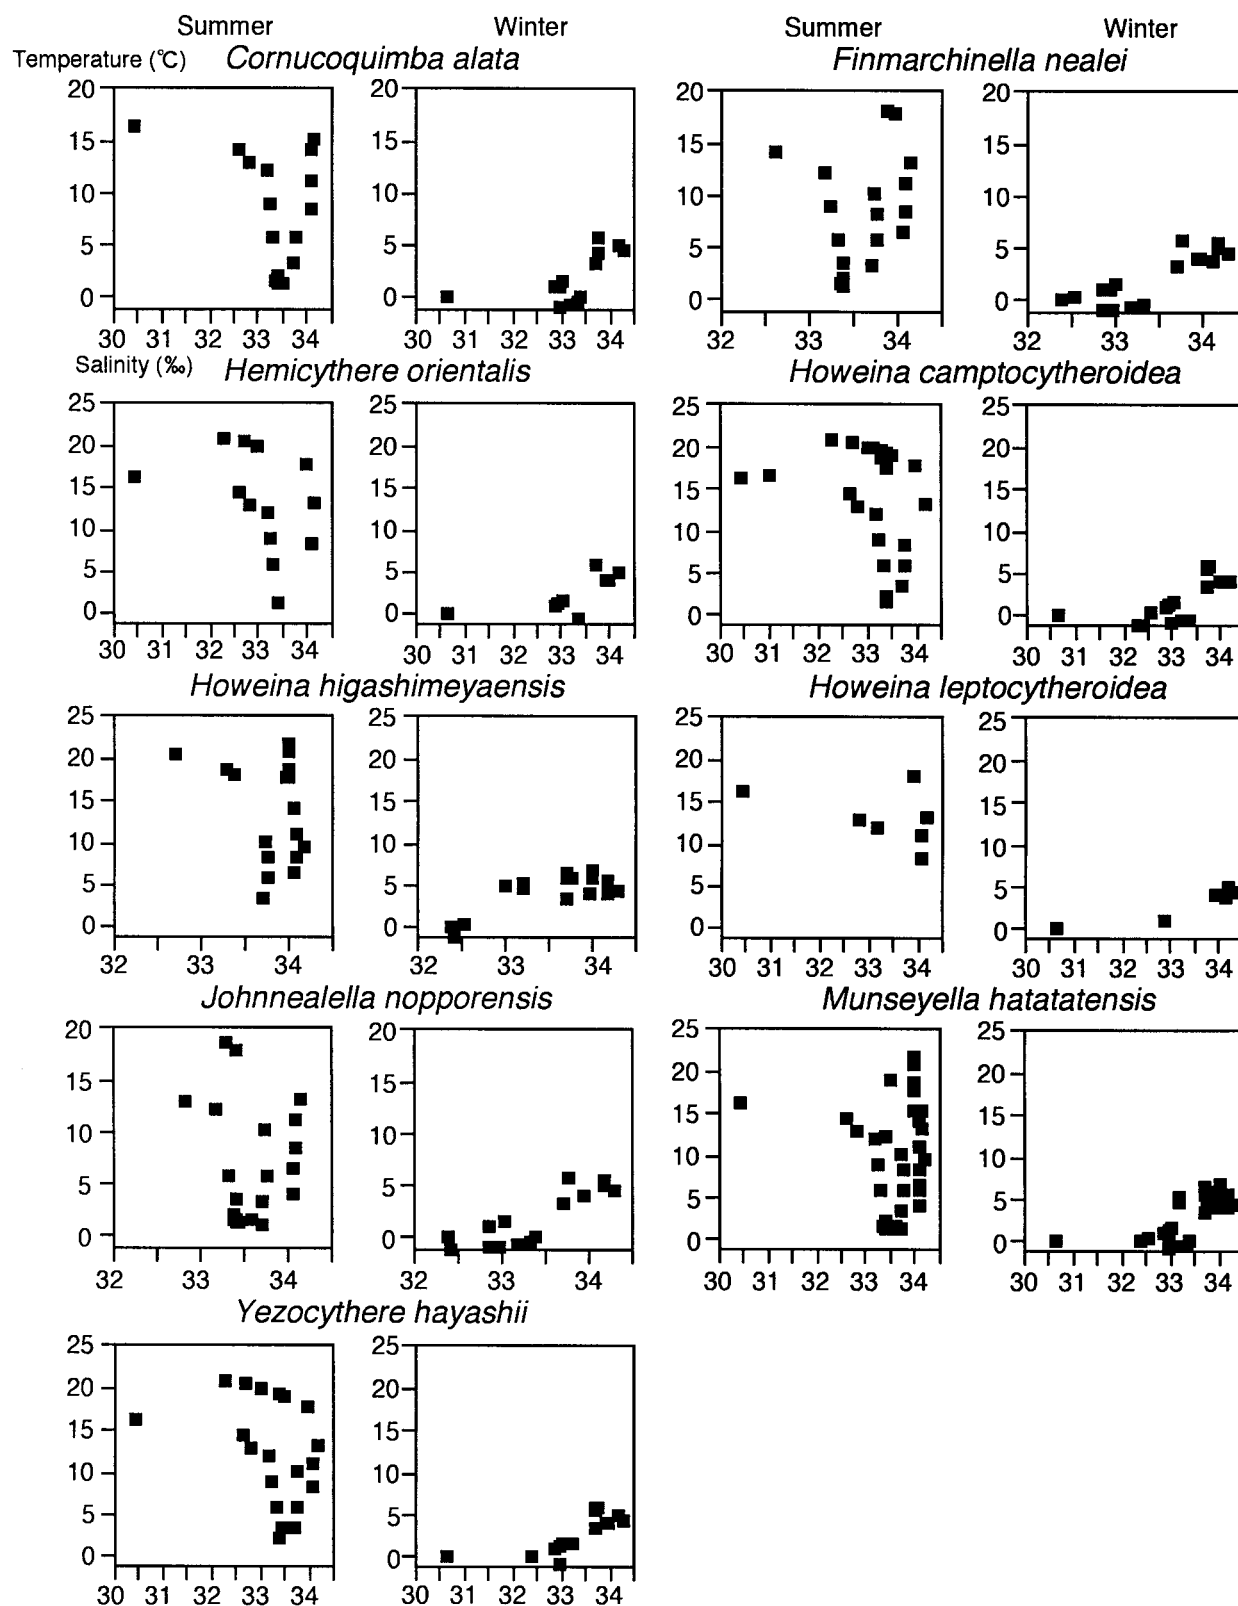 Summer Winter Summer Winter
Temperature (℃) Cornucoquimba alata Finmarchinella nealei
20 20 20 20
15 15 15 15
10 10 10 10
5 5 5 5
0 0 0 0
30 31 32 33 34 30 31 32 33 34 32 33 34 32 33 34
Salinity (‰) Hemicythere orientalis Howeina camptocytheroidea
25 25 25 25
20 20 20 20
15 15 15 15
10 10 10 10
5 5 5 5
0 0 0 0
30 31 32 33 34 30 31 32 33 34 30 31 32 33 34 30 31 32 33 34
Howeina higashimeyaensis Howeina leptocytheroidea
25 25 25 25
20 20 20 20
15 15 15 15
10 10 10 10
5 5 5 5
0 0 0 0
32 33 34 32 33 34 30 31 32 33 34 30 31 32 33 34
Johnnealella nopporensis Munseyella hatatatensis
20 20 25 25
15 15 20 20
10 10 15 15
5 5 10 10
0 0 5 5
0 0
32 33 34 32 33 34 30 31 32 33 34 30 31 32 33 34
Yezocythere hayashii
25 25
20 20
15 15
10 10
5 5
0 0
30 31 32 33 34 30 31 32 33 34